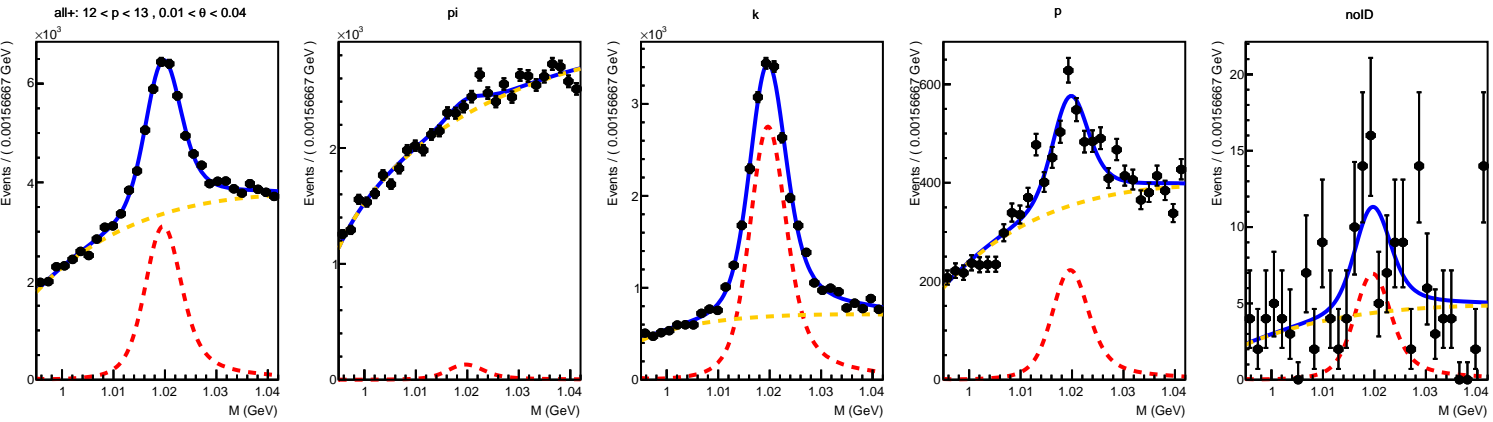 all+: 12 < p < 13 , 0.01 < θ < 0.04
×10³
Events / ( 0.00156667 GeV )
6
4
2
0
1 1.01 1.02 1.03 1.04
M (GeV)
pi
×10³
Events / ( 0.00156667 GeV )
2
1
0
1 1.01 1.02 1.03 1.04
M (GeV)
k
×10³
Events / ( 0.00156667 GeV )
3
2
1
0
1 1.01 1.02 1.03 1.04
M (GeV)
p
Events / ( 0.00156667 GeV )
600
400
200
0
1 1.01 1.02 1.03 1.04
M (GeV)
noID
Events / ( 0.00156667 GeV )
20
15
10
5
0
1 1.01 1.02 1.03 1.04
M (GeV)